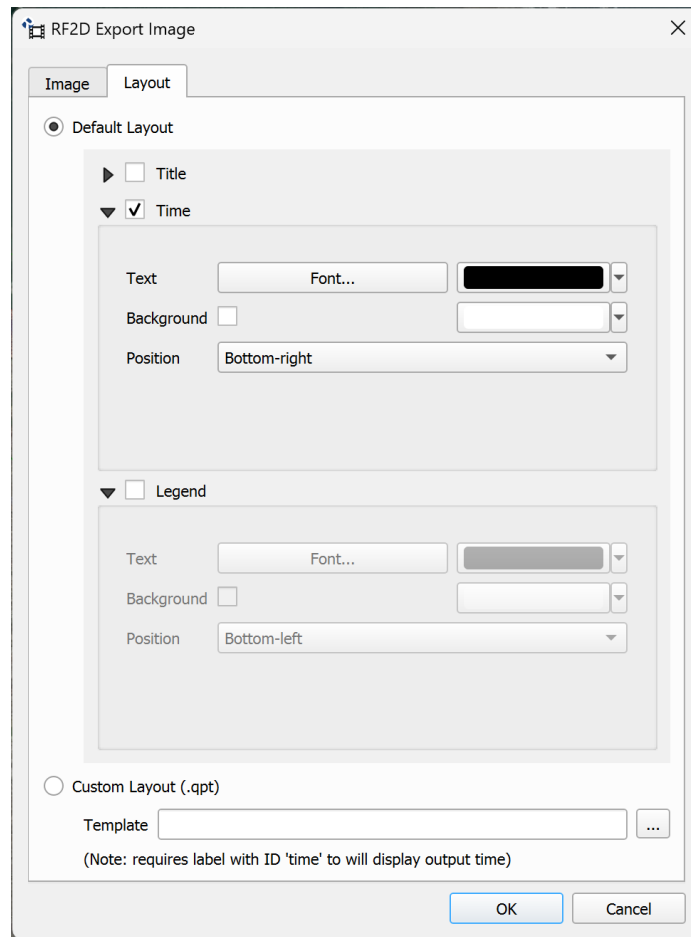 RF2D Export Image
Image Layout
Default Layout
Title
Time
Text Font...
Background
Position Bottom-right
Legend
Text Font...
Background
Position Bottom-left
Custom Layout (.qpt)
Template ...
(Note: requires label with ID 'time' to will display output time)
OK Cancel